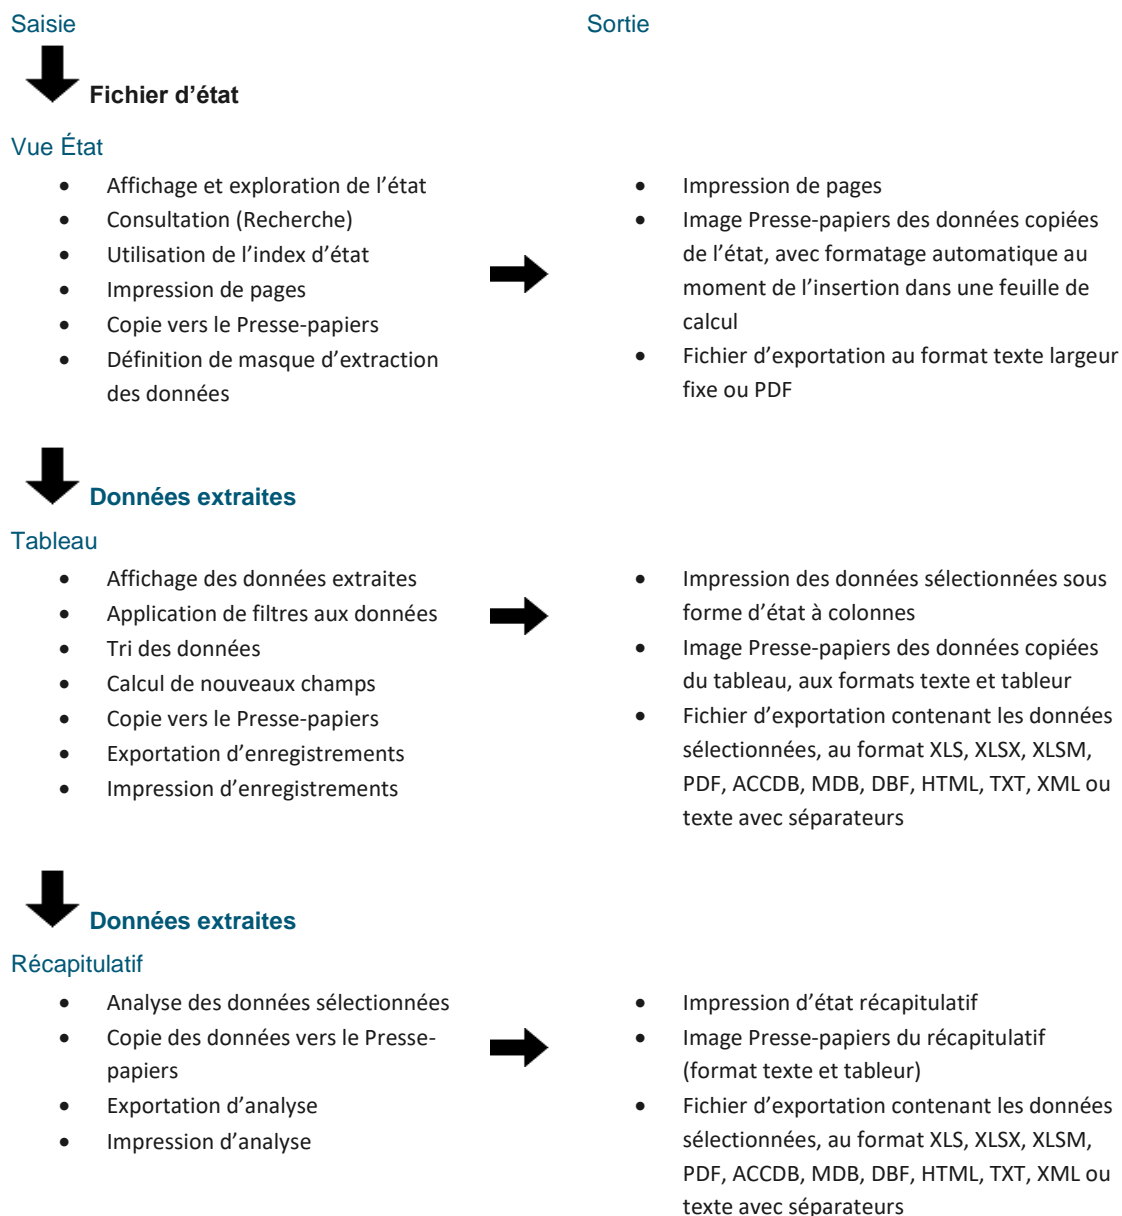 Saisie
Sortie
Fichier d’état
Vue État
• Affichage et exploration de l’état
• Consultation (Recherche)
• Utilisation de l’index d’état
• Impression de pages
• Copie vers le Presse-papiers
• Définition de masque d’extraction
des données
• Impression de pages
• Image Presse-papiers des données copiées
de l’état, avec formatage automatique au
moment de l’insertion dans une feuille de
calcul
• Fichier d’exportation au format texte largeur
fixe ou PDF
Données extraites
Tableau
• Affichage des données extraites
• Application de filtres aux données
• Tri des données
• Calcul de nouveaux champs
• Copie vers le Presse-papiers
• Exportation d’enregistrements
• Impression d’enregistrements
• Impression des données sélectionnées sous
forme d’état à colonnes
• Image Presse-papiers des données copiées
du tableau, aux formats texte et tableur
• Fichier d’exportation contenant les données
sélectionnées, au format XLS, XLSX, XLSM,
PDF, ACCDB, MDB, DBF, HTML, TXT, XML ou
texte avec séparateurs
Données extraites
Récapitulatif
• Analyse des données sélectionnées
• Copie des données vers le Presse-
papiers
• Exportation d’analyse
• Impression d’analyse
• Impression d’état récapitulatif
• Image Presse-papiers du récapitulatif
(format texte et tableur)
• Fichier d’exportation contenant les données
sélectionnées, au format XLS, XLSX, XLSM,
PDF, ACCDB, MDB, DBF, HTML, TXT, XML ou
texte avec séparateurs